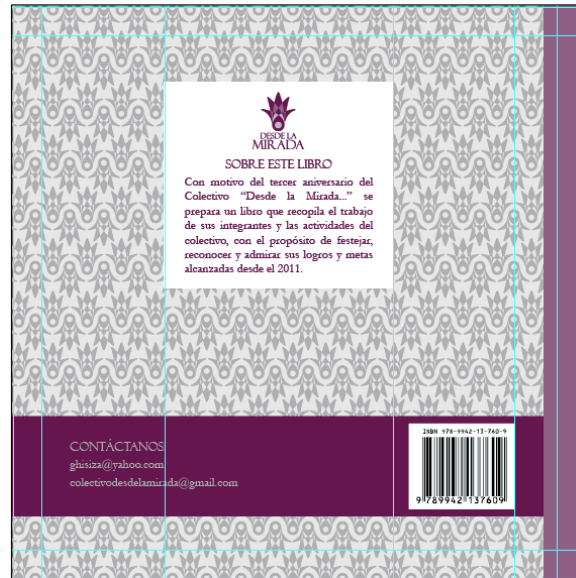 DESDE LA
MIRADA
SOBRE ESTE LIBRO
Con motivo del tercer aniversario del
Colectivo “Desde la Mirada...” se
prepara un libro que recopila el trabajo
de sus integrantes y las actividades del
colectivo, con el propósito de festejar,
reconocer y admirar sus logros y metas
alcanzadas desde el 2011.
CONTÁCTANOS
ghisiza@yahoo.com
colectivodesdelamirada@gmail.com
ISBN 978-9942-13-760-9
9 789942 137609